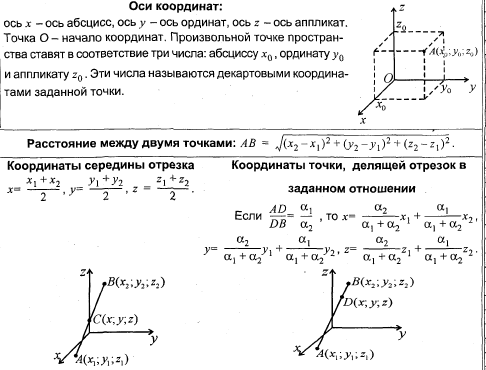 Оси координат:
ось x – ось абсцисс, ось y – ось ординат, ось z – ось аппликат.
Точка O – начало координат. Произвольной точке простран-
ства ставят в соответствие три числа: абсциссу x₀, ординату y₀
и аппликату z₀. Эти числа называются декартовыми координа-
тами заданной точки.
z
z₀
A(x₀; y₀; z₀)
O
x₀
y₀
y
x
Расстояние между двумя точками: AB = √((x₂ – x₁)² + (y₂ – y₁)² + (z₂ – z₁)²).
Координаты середины отрезка
x = (x₁ + x₂)/2, y = (y₁ + y₂)/2, z = (z₁ + z₂)/2.
z
B(x₂; y₂; z₂)
C(x; y; z)
y
x
A(x₁; y₁; z₁)
Координаты точки, делящей отрезок в
заданном отношении
Если AD/DB = α₁/α₂, то x = α₂/(α₁ + α₂) x₁ + α₁/(α₁ + α₂) x₂,
y = α₂/(α₁ + α₂) y₁ + α₁/(α₁ + α₂) y₂, z = α₂/(α₁ + α₂) z₁ + α₁/(α₁ + α₂) z₂.
z
B(x₂; y₂; z₂)
D(x; y; z)
y
x
A(x₁; y₁; z₁)